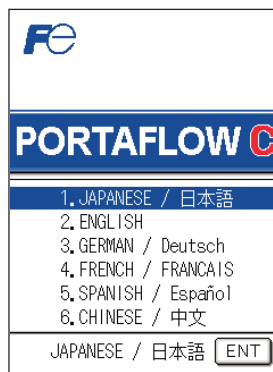 Fe
PORTAFLOW C
1. JAPANESE / 日本語
2. ENGLISH
3. GERMAN / Deutsch
4. FRENCH / FRANCAIS
5. SPANISH / Español
6. CHINESE / 中文
JAPANESE / 日本語 ENT